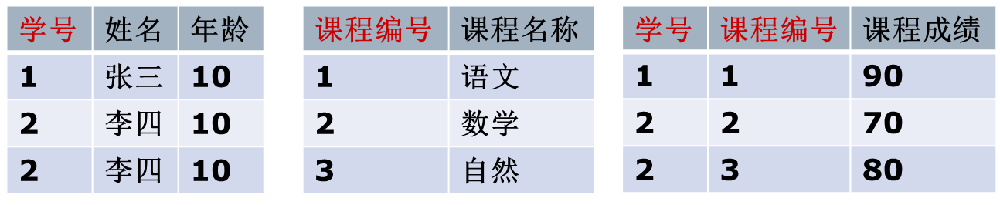 学号 姓名 年龄 课程编号 课程名称 学号 课程编号 课程成绩
1 张三 10 1 语文 1 1 90
2 李四 10 2 数学 2 2 70
2 李四 10 3 自然 2 3 80